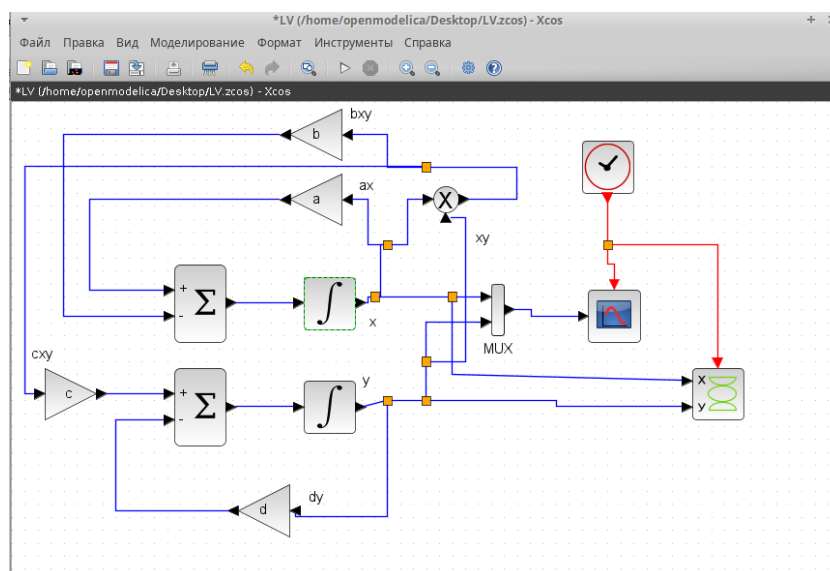 *LV (/home/openmodelica/Desktop/LV.zcos) - Xcos
Файл Правка Вид Моделирование Формат Инструменты Справка
*LV (/home/openmodelica/Desktop/LV.zcos) - Xcos
bxy
b
ax
a
X
xy
+
-
Σ
∫
x
MUX
cxy
c
+
-
Σ
∫
y
x
y
dy
d